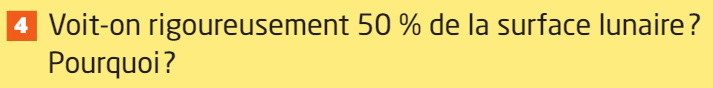 4 Voit-on rigoureusement 50 % de la surface lunaire ?
Pourquoi ?